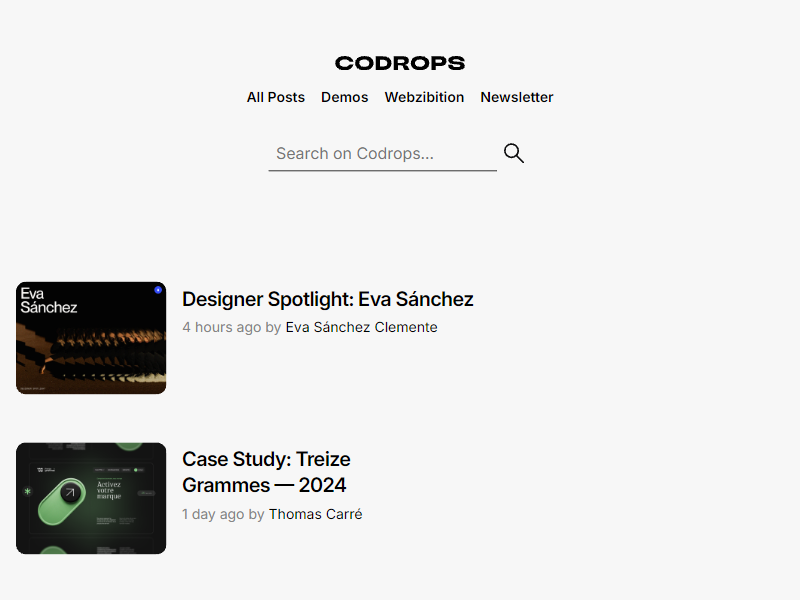 CODROPS
All Posts Demos Webzibition Newsletter
Search on Codrops...
Eva
Sánchez
Designer Spotlight: Eva Sánchez
4 hours ago by Eva Sánchez Clemente
Case Study: Treize
Grammes — 2024
1 day ago by Thomas Carré
Activez
votre
marque